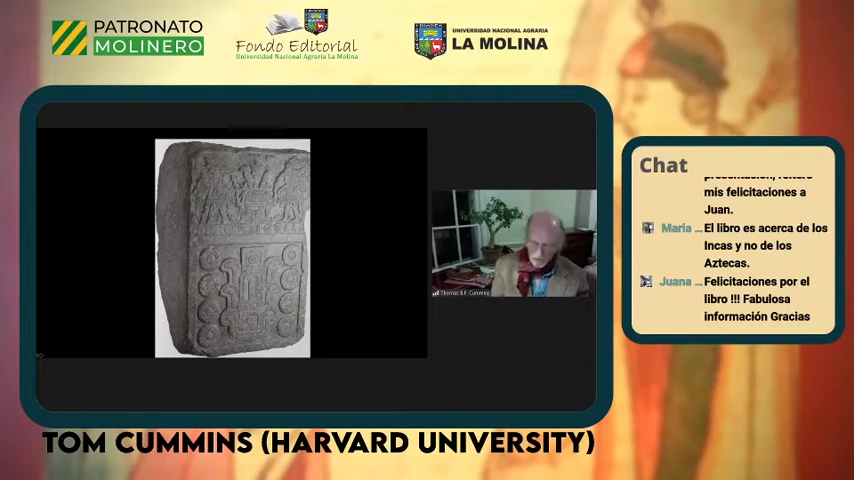 PATRONATO
MOLINERO
Fondo Editorial
Universidad Nacional Agraria La Molina
UNIVERSIDAD NACIONAL AGRARIA
LA MOLINA
Thomas B.F. Cummins
Chat
mis felicitaciones a
Juan.
Maria ... El libro es acerca de los
Incas y no de los
Aztecas.
Juana ... Felicitaciones por el
libro !!! Fabulosa
información Gracias
TOM CUMMINS (HARVARD UNIVERSITY)